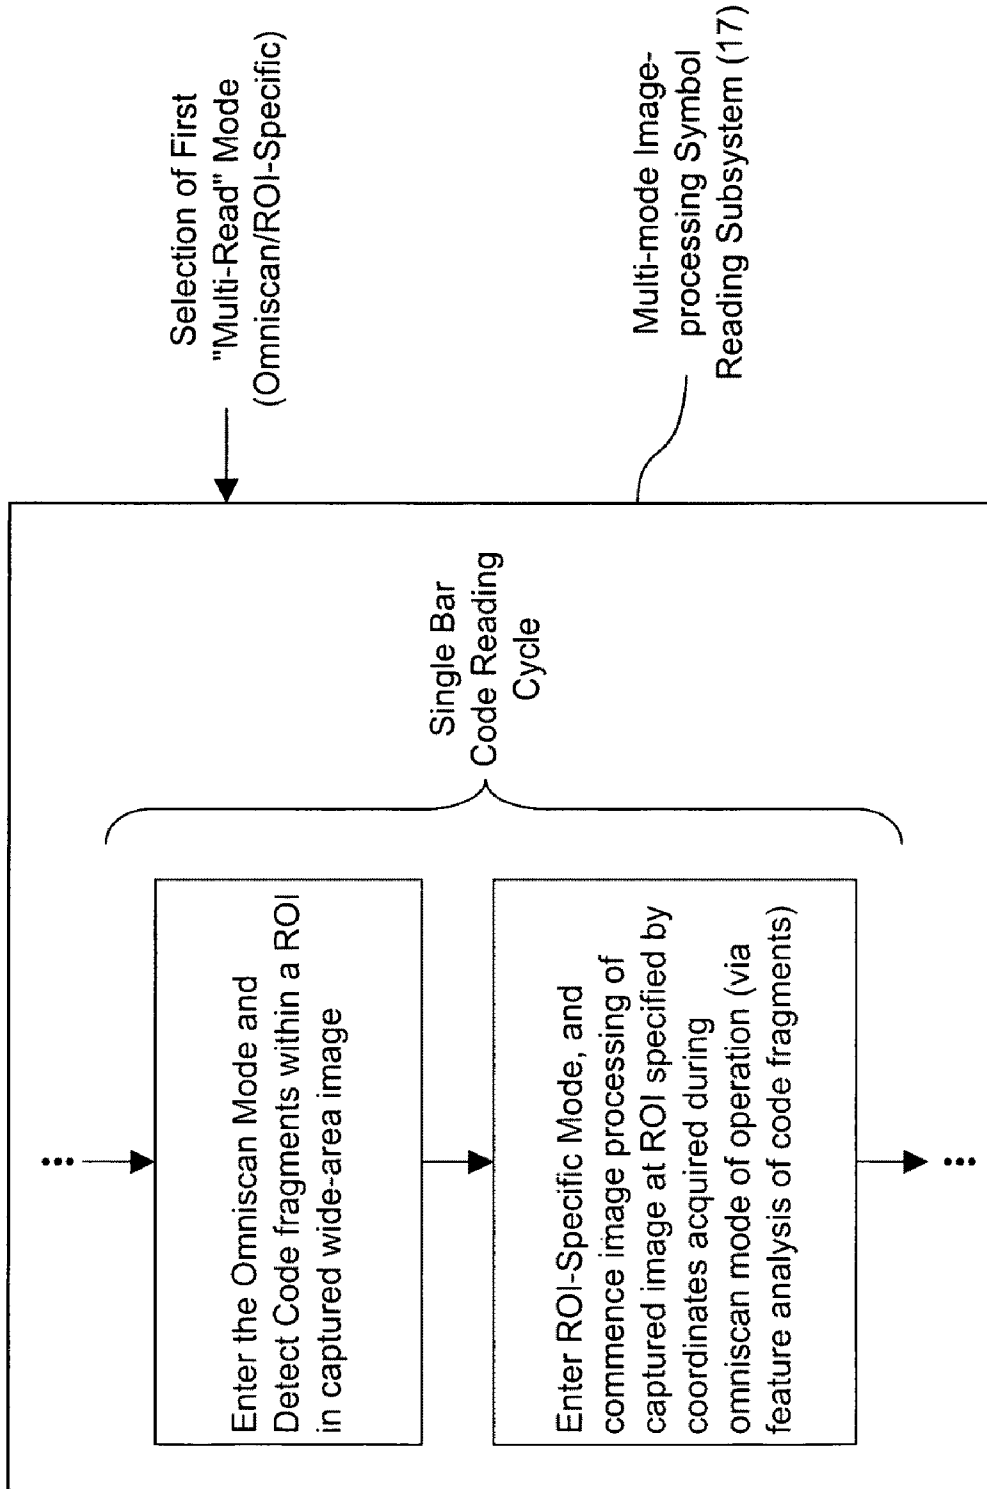 Selection of First
"Multi-Read" Mode
(Omniscan/ROI-Specific)
Multi-mode Image-
processing Symbol
Reading Subsystem (17)
Single Bar
Code Reading
Cycle
Enter the Omniscan Mode and
Detect Code fragments within a ROI
in captured wide-area image
Enter ROI-Specific Mode, and
commence image processing of
captured image at ROI specified by
coordinates acquired during
omniscan mode of operation (via
feature analysis of code fragments)